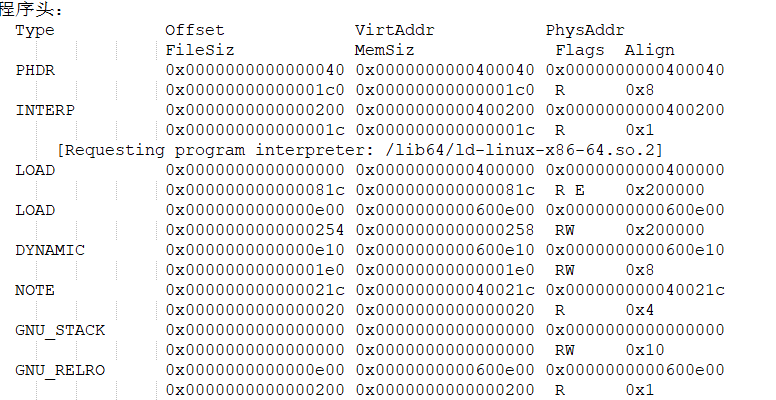 程序头：
Type Offset VirtAddr PhysAddr
FileSiz MemSiz Flags Align
PHDR 0x0000000000000040 0x0000000000400040 0x0000000000400040
0x00000000000001c0 0x00000000000001c0 R 0x8
INTERP 0x0000000000000200 0x0000000000400200 0x0000000000400200
0x000000000000001c 0x000000000000001c R 0x1
[Requesting program interpreter: /lib64/ld-linux-x86-64.so.2]
LOAD 0x0000000000000000 0x0000000000400000 0x0000000000400000
0x000000000000081c 0x000000000000081c R E 0x200000
LOAD 0x0000000000000e00 0x0000000000600e00 0x0000000000600e00
0x0000000000000254 0x0000000000000258 RW 0x200000
DYNAMIC 0x0000000000000e10 0x0000000000600e10 0x0000000000600e10
0x00000000000001e0 0x00000000000001e0 RW 0x8
NOTE 0x000000000000021c 0x000000000040021c 0x000000000040021c
0x0000000000000020 0x0000000000000020 R 0x4
GNU_STACK 0x0000000000000000 0x0000000000000000 0x0000000000000000
0x0000000000000000 0x0000000000000000 RW 0x10
GNU_RELRO 0x0000000000000e00 0x0000000000600e00 0x0000000000600e00
0x0000000000000200 0x0000000000000200 R 0x1